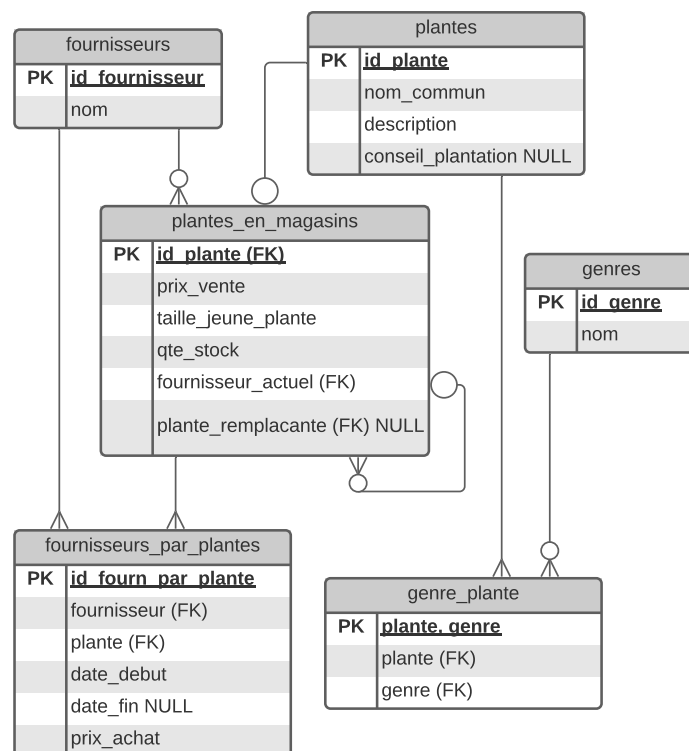 fournisseurs
PK id_fournisseur
nom
plantes
PK id_plante
nom_commun
description
conseil_plantation NULL
plantes_en_magasins
PK id_plante (FK)
prix_vente
taille_jeune_plante
qte_stock
fournisseur_actuel (FK)
plante_remplacante (FK) NULL
genres
PK id_genre
nom
fournisseurs_par_plantes
PK id_fourn_par_plante
fournisseur (FK)
plante (FK)
date_debut
date_fin NULL
prix_achat
genre_plante
PK plante, genre
plante (FK)
genre (FK)